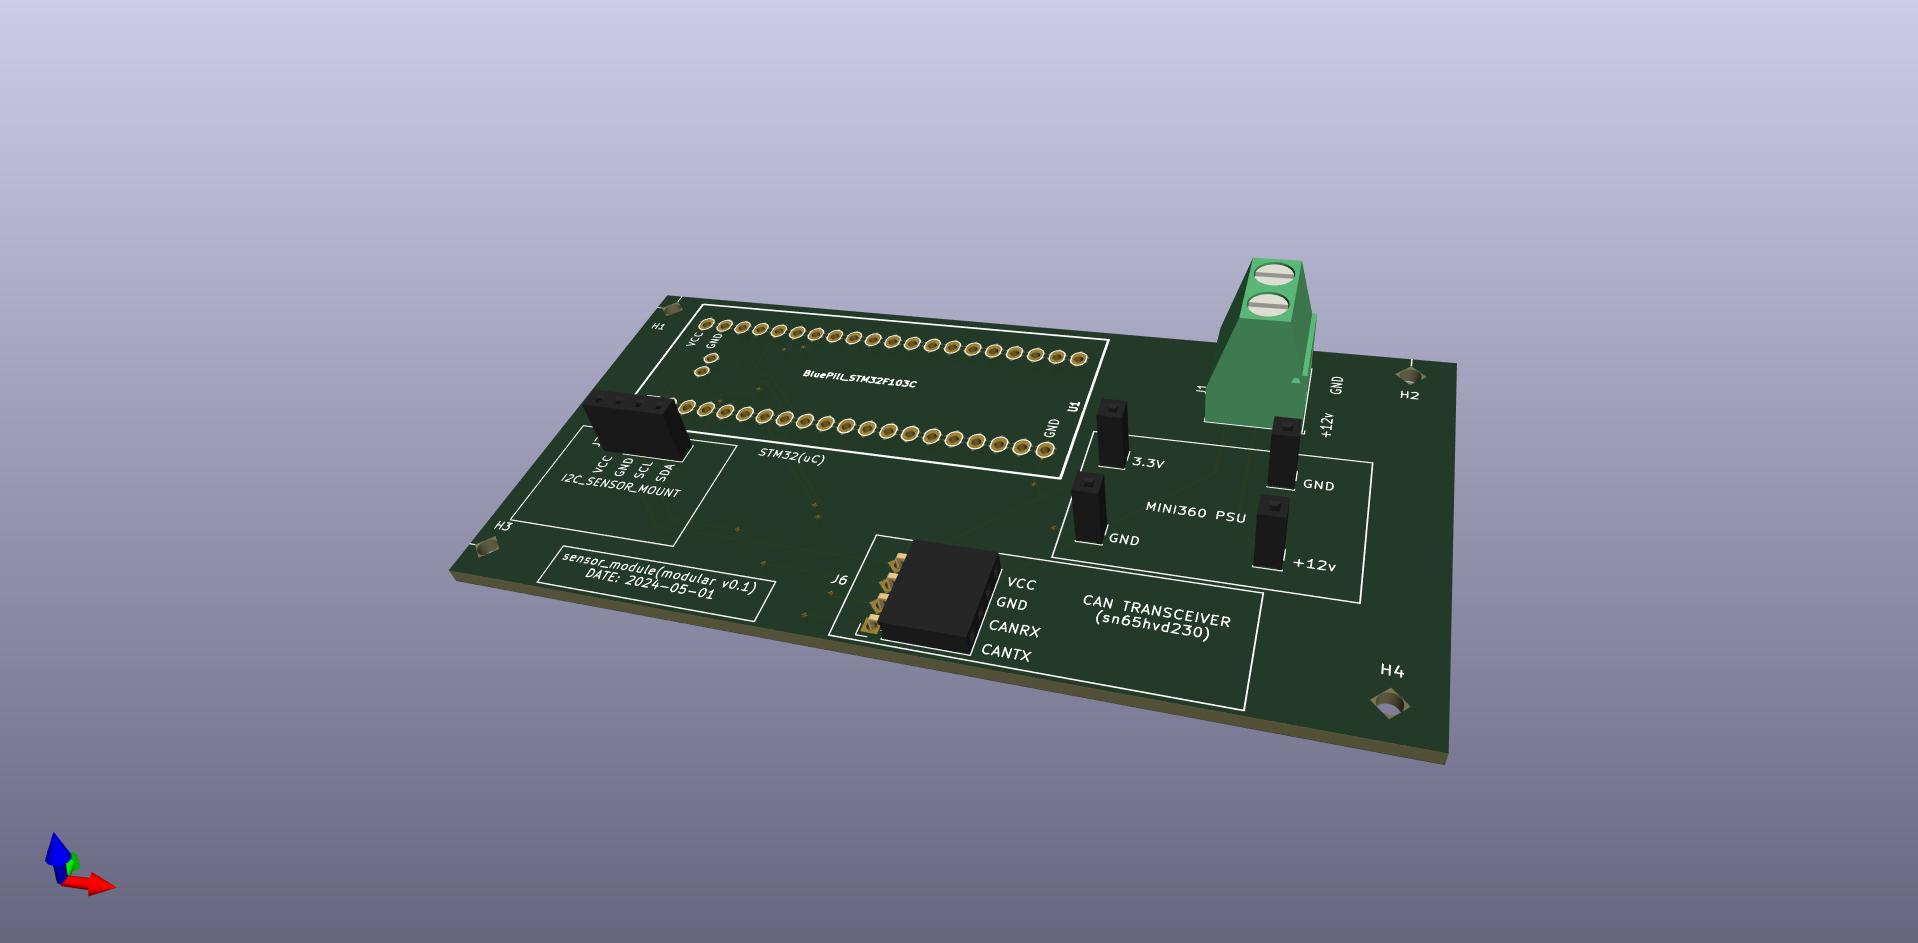 H1
VCC
GND
BluePill_STM32F103C
U1
GND
STM32(uC)
J1
GND
+12v
H2
VCC
GND
SCL
SDA
I2C_SENSOR_MOUNT
H3
3.3V
GND
MINI360 PSU
GND
+12v
sensor_module(modular v0.1)
DATE: 2024-05-01
J6
VCC
GND
CANRX
CANTX
CAN TRANSCEIVER
(sn65hvd230)
H4